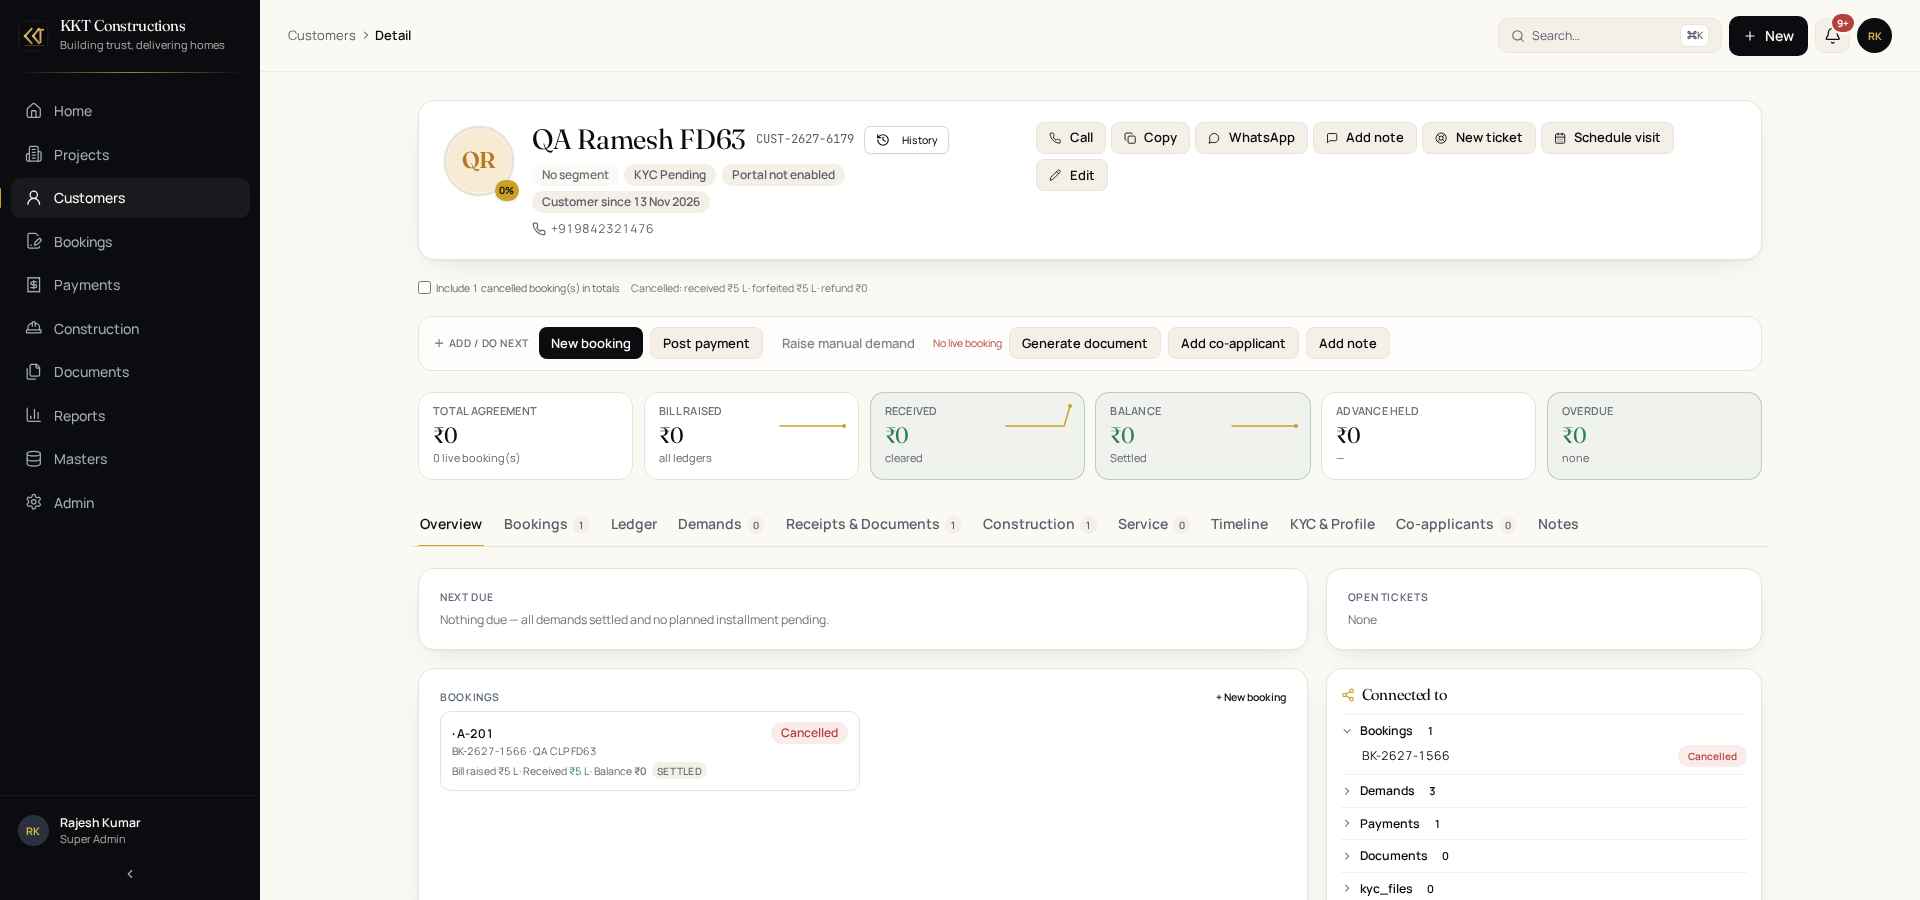 KKT Constructions
Building trust, delivering homes
Home
Projects
Customers
Bookings
Payments
Construction
Documents
Reports
Masters
Admin
RK
Rajesh Kumar
Super Admin
Customers > Detail
Search...
⌘K
+ New
9+
RK
QR
0%
QA Ramesh FD63
CUST-2627-6179
History
No segment
KYC Pending
Portal not enabled
Customer since 13 Nov 2026
+919842321476
Call
Copy
WhatsApp
Add note
New ticket
Schedule visit
Edit
Include 1 cancelled booking(s) in totals
Cancelled: received ₹5 L · forfeited ₹5 L · refund ₹0
+ ADD / DO NEXT
New booking
Post payment
Raise manual demand
No live booking
Generate document
Add co-applicant
Add note
TOTAL AGREEMENT
₹0
0 live booking(s)
BILL RAISED
₹0
all ledgers
RECEIVED
₹0
cleared
BALANCE
₹0
Settled
ADVANCE HELD
₹0
—
OVERDUE
₹0
none
Overview
Bookings 1
Ledger
Demands 0
Receipts & Documents 1
Construction 1
Service 0
Timeline
KYC & Profile
Co-applicants 0
Notes
NEXT DUE
Nothing due — all demands settled and no planned installment pending.
OPEN TICKETS
None
BOOKINGS
+ New booking
· A-201
Cancelled
BK-2627-1566 · QA CLP FD63
Bill raised ₹5 L · Received ₹5 L · Balance ₹0 SETTLED
Connected to
Bookings 1
BK-2627-1566
Cancelled
Demands 3
Payments 1
Documents 0
kyc_files 0